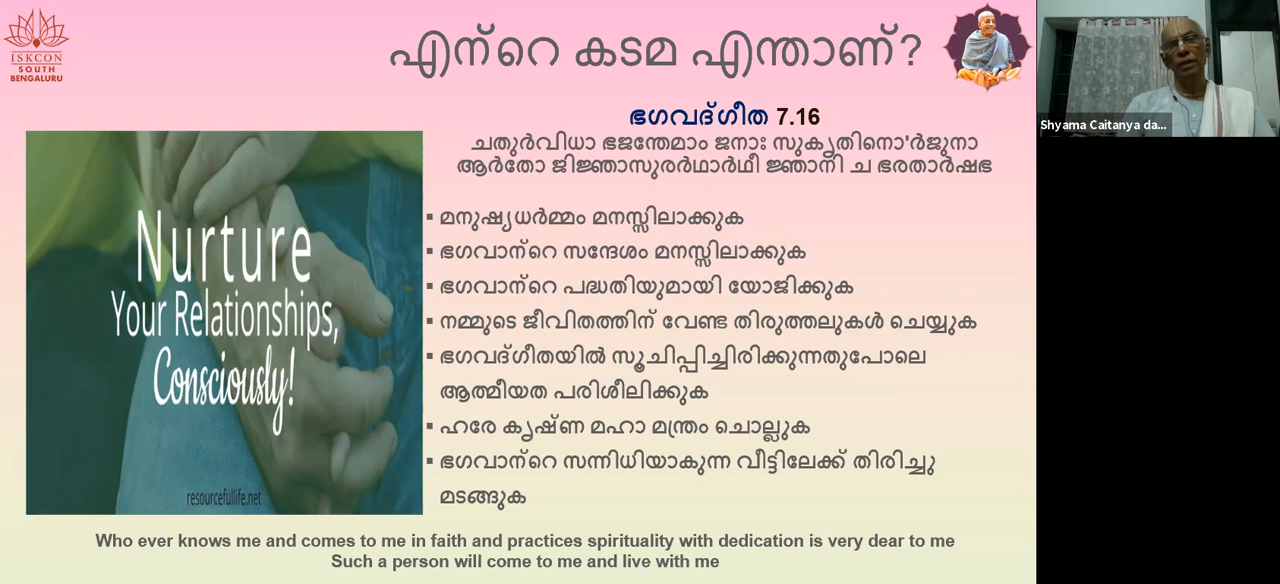 ISKCON
SOUTH
BENGALURU
എന്റെ കടമ എന്താണ്?
ഭഗവദ്ഗീത 7.16
ചതുർവിധാ ഭജന്തേമാം ജനാഃ സുകൃതിനൊ'ർജുനാ
ആർതോ ജിജ്ഞാസുരർഥാർഥീ ജ്ഞാനി ച ഭരതാർഷഭ
▪ മനുഷ്യധർമ്മം മനസ്സിലാക്കുക
▪ ഭഗവാന്റെ സന്ദേശം മനസ്സിലാക്കുക
▪ ഭഗവാന്റെ പദ്ധതിയുമായി യോജിക്കുക
▪ നമ്മുടെ ജീവിതത്തിന് വേണ്ട തിരുത്തലുകൾ ചെയ്യുക
▪ ഭഗവദ്ഗീതയിൽ സൂചിപ്പിച്ചിരിക്കുന്നതുപോലെ
ആത്മീയത പരിശീലിക്കുക
▪ ഹരേ കൃഷ്ണ മഹാ മന്ത്രം ചൊല്ലുക
▪ ഭഗവാന്റെ സന്നിധിയാകുന്ന വീട്ടിലേക്ക് തിരിച്ചു
മടങ്ങുക
Nurture
Your Relationships,
Consciously!
resourcefullife.net
Who ever knows me and comes to me in faith and practices spirituality with dedication is very dear to me
Such a person will come to me and live with me
Shyama Caitanya da...